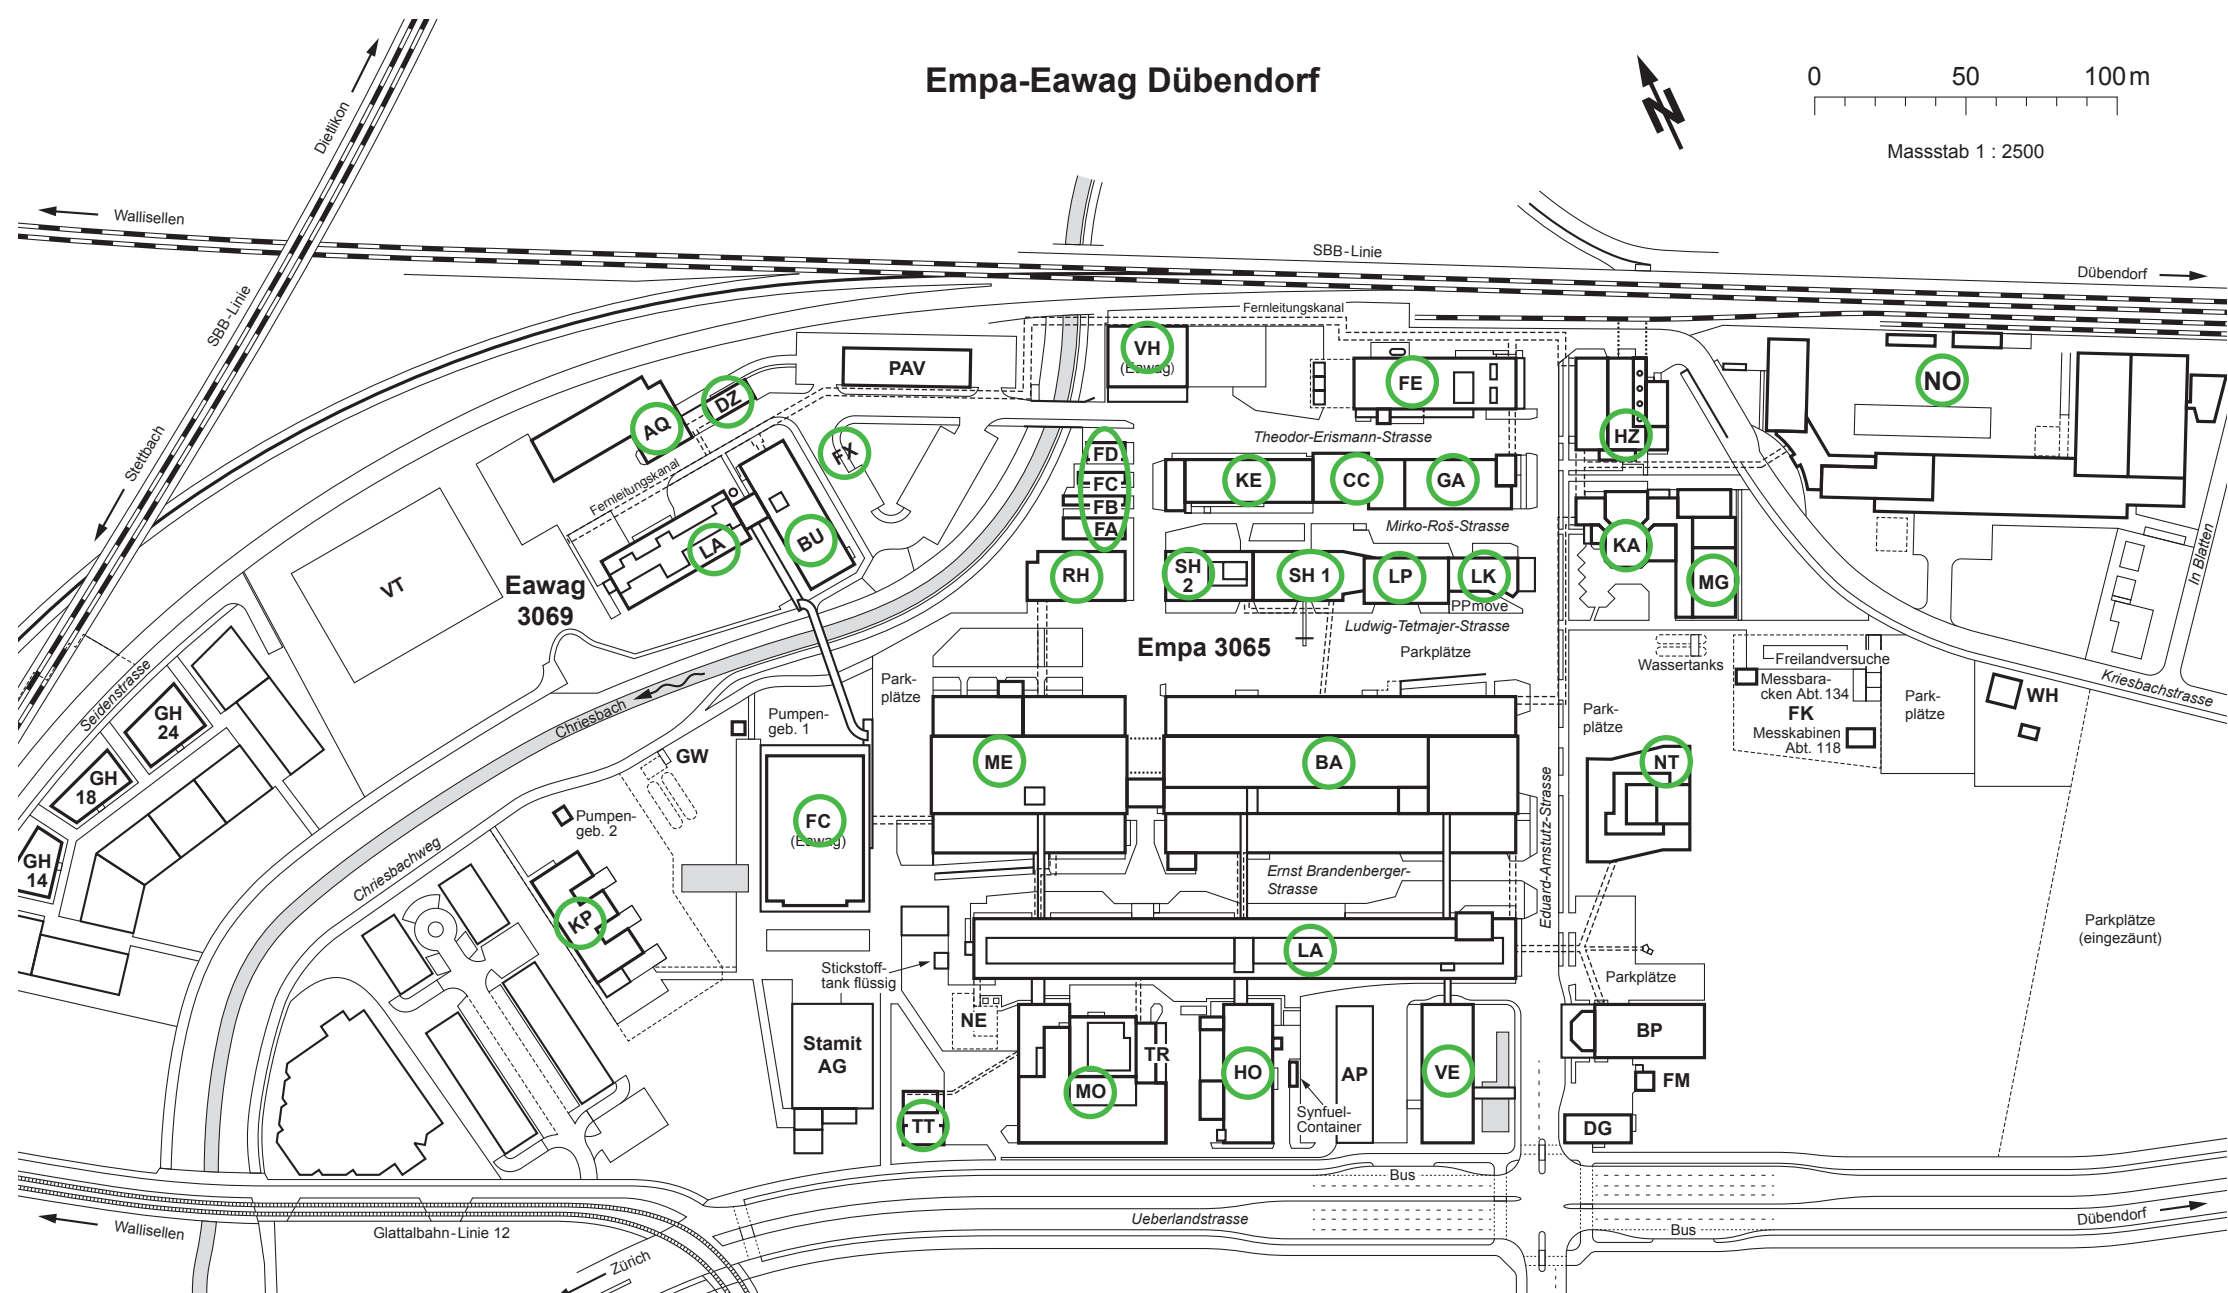 Empa-Eawag Dübendorf
0 50 100 m
Massstab 1 : 2500
N
Dietlikon
Wallisellen
SBB-Linie
Dübendorf
SBB-Linie
Stettbach
Fernleitungskanal
VH
(Eawag)
PAV
FE
NO
DZ
AQ
FX
HZ
Theodor-Erismann-Strasse
FD
FC
FB
FA
KE
CC
GA
Fernleitungskanal
Mirko-Roš-Strasse
LA
BU
KA
MG
In Blatten
VT
Eawag
3069
RH
SH
2
SH 1
LP
LK
PPmove
Ludwig-Tetmajer-Strasse
Empa 3065
Parkplätze
Wassertanks
Freilandversuche
Messbara-
cken Abt. 134
FK
Messkabinen
Abt. 118
Park-
plätze
WH
Kriesbachstrasse
Seidenstrasse
GH
24
GH
18
GH
14
Chriesbach
Park-
plätze
Pumpen-
geb. 1
GW
Park-
plätze
ME
BA
NT
Pumpen-
geb. 2
FC
(Eawag)
Eduard-Amstutz-Strasse
Chriesbachweg
Ernst Brandenberger-
Strasse
KP
LA
Parkplätze
(eingezäunt)
Stickstoff-
tank flüssig
Parkplätze
NE
Stamit
AG
TR
MO
HO
AP
VE
BP
FM
Synfuel-
Container
TT
DG
Bus
Ueberlandstrasse
Wallisellen
Glattalbahn-Linie 12
Bus
Dübendorf
Zürich